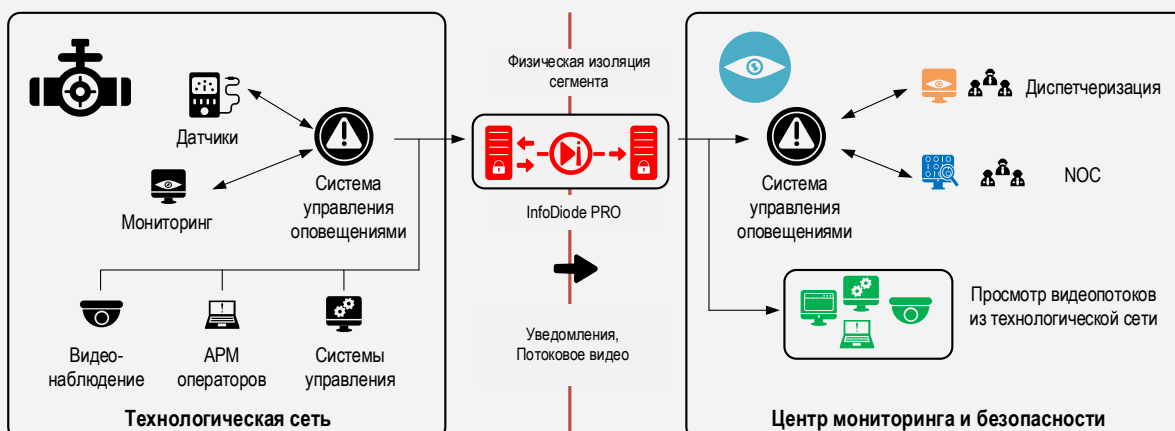 Датчики
Мониторинг
Система
управления
оповещениями
Видео-
наблюдение
АРМ
операторов
Системы
управления
Технологическая сеть
Физическая изоляция
сегмента
InfoDiode PRO
Уведомления,
Потоковое видео
Система
управления
оповещениями
Диспетчеризация
NOC
Просмотр видеопотоков
из технологической сети
Центр мониторинга и безопасности